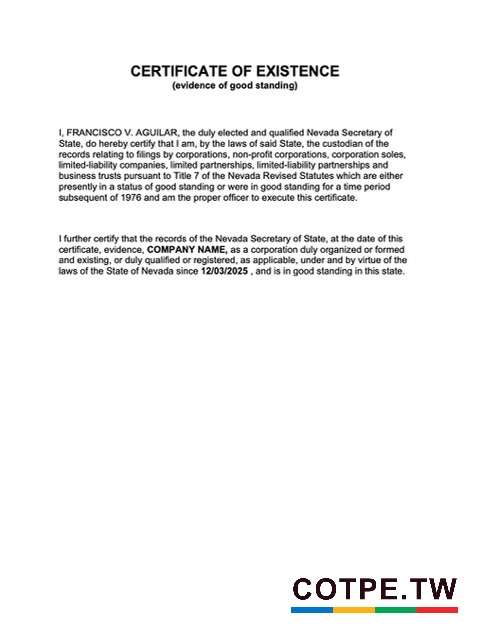 CERTIFICATE OF EXISTENCE
(evidence of good standing)
I, FRANCISCO V. AGUILAR, the duly elected and qualified Nevada Secretary of
State, do hereby certify that I am, by the laws of said State, the custodian of the
records relating to filings by corporations, non-profit corporations, corporation soles,
limited-liability companies, limited partnerships, limited-liability partnerships and
business trusts pursuant to Title 7 of the Nevada Revised Statutes which are either
presently in a status of good standing or were in good standing for a time period
subsequent of 1976 and am the proper officer to execute this certificate.
I further certify that the records of the Nevada Secretary of State, at the date of this
certificate, evidence, COMPANY NAME, as a corporation duly organized or formed
and existing, or duly qualified or registered, as applicable, under and by virtue of the
laws of the State of Nevada since 12/03/2025 , and is in good standing in this state.
COTPE.TW